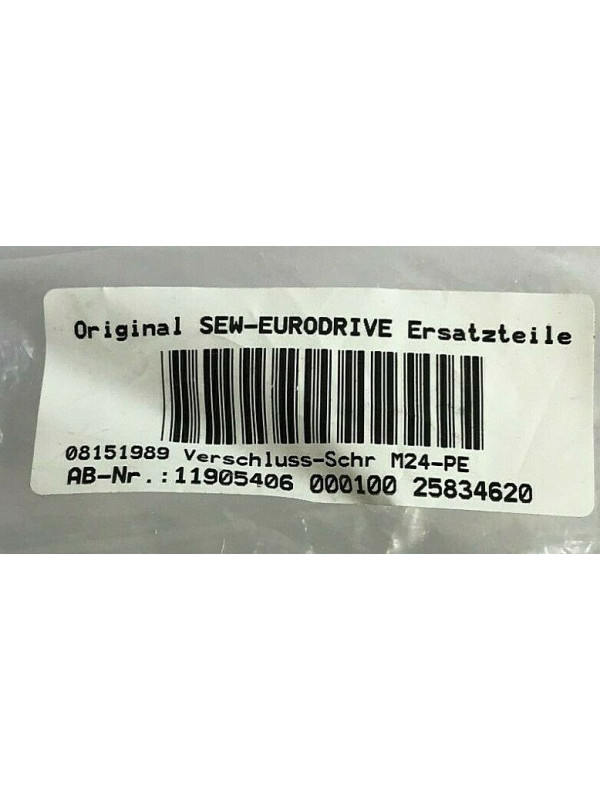 Original SEW-EURODRIVE Ersatzteile
08151989 Verschluss-Schr M24-PE
AB-Nr.:11905406 000100 25834620